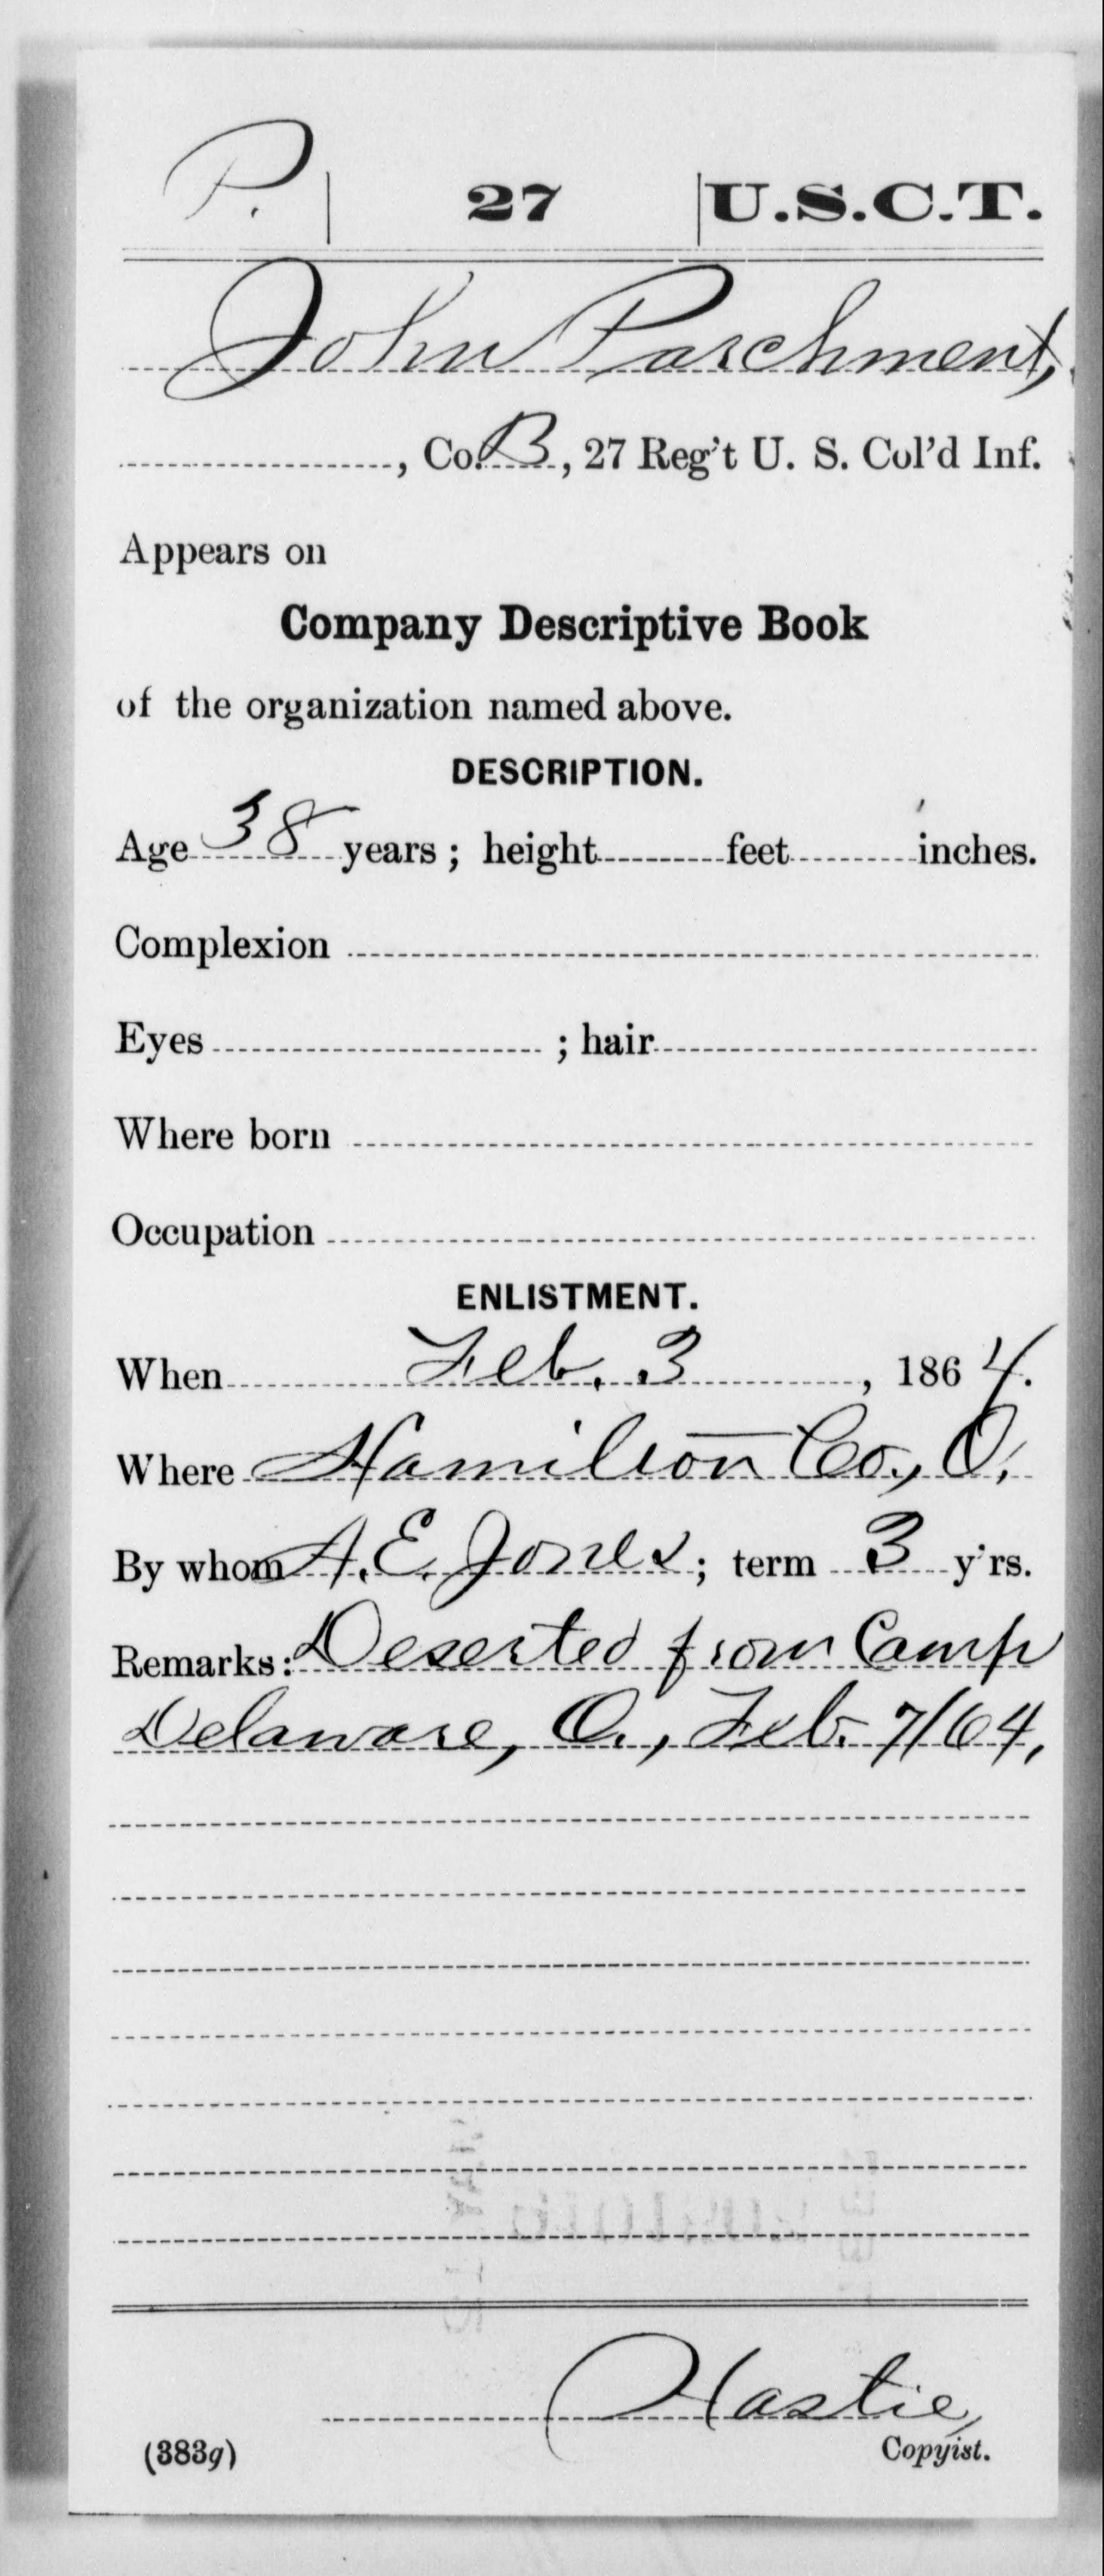 P. | 27 | U.S.C.T.
John Parchment,
, Co. B, 27 Reg't U. S. Col'd Inf.
Appears on
Company Descriptive Book
of the organization named above.
DESCRIPTION.
Age 38 years; height feet inches.
Complexion
Eyes ; hair
Where born
Occupation
ENLISTMENT.
When Feb. 3, 1864.
Where Hamilton Co., O.
By whom A. E. Jones; term 3 y'rs.
Remarks: Deserted from Camp
Delaware, O., Feb. 7/64,
Hastie,
(383g) Copyist.